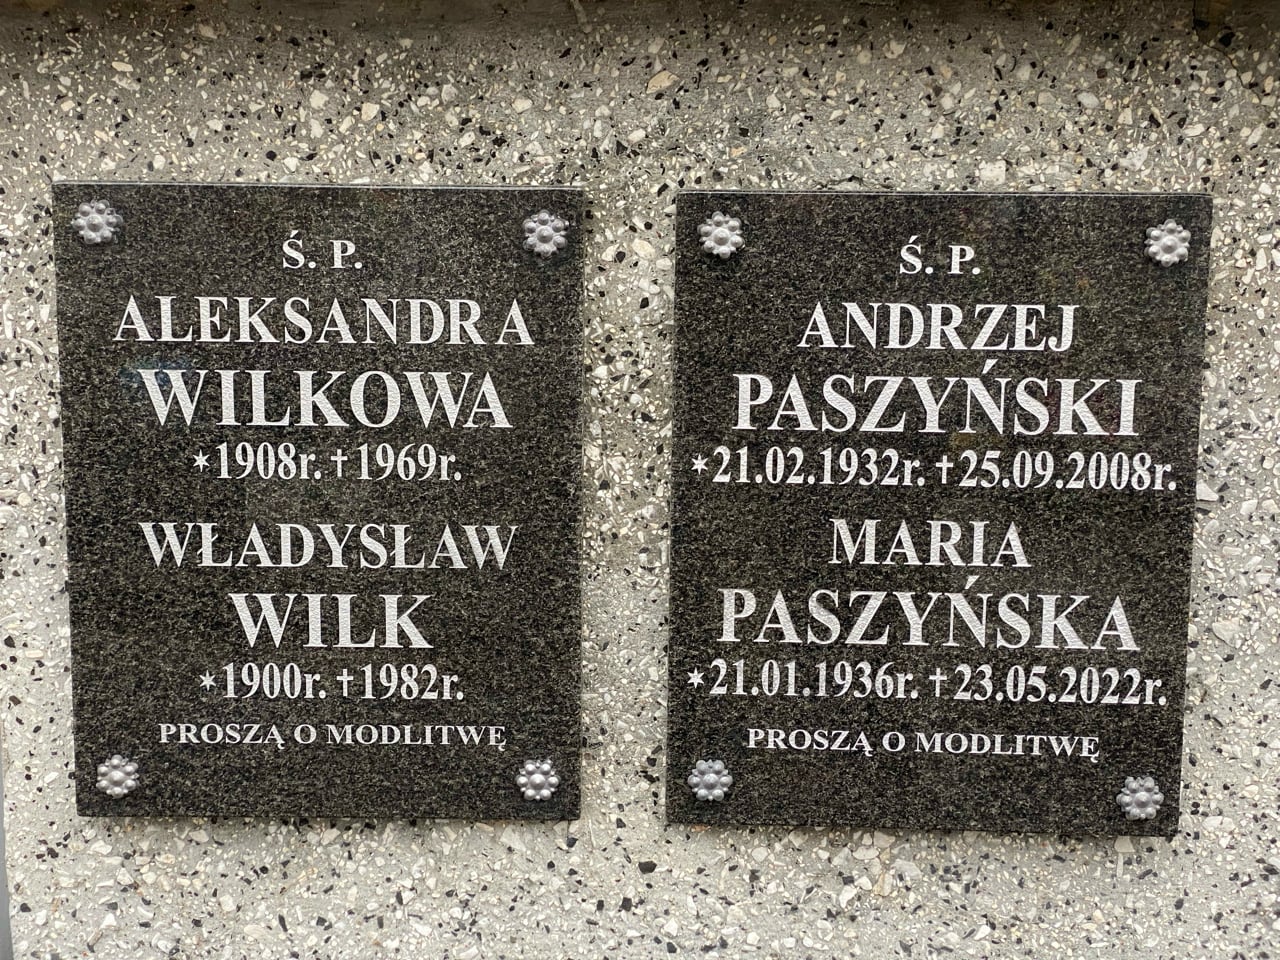 Ś. P.
ALEKSANDRA
WILKOWA
*1908r. †1969r.
WŁADYSŁAW
WILK
*1900r. †1982r.
PROSZĄ O MODLITWĘ
Ś. P.
ANDRZEJ
PASZYŃSKI
*21.02.1932r. †25.09.2008r.
MARIA
PASZYŃSKA
*21.01.1936r. †23.05.2022r.
PROSZĄ O MODLITWĘ